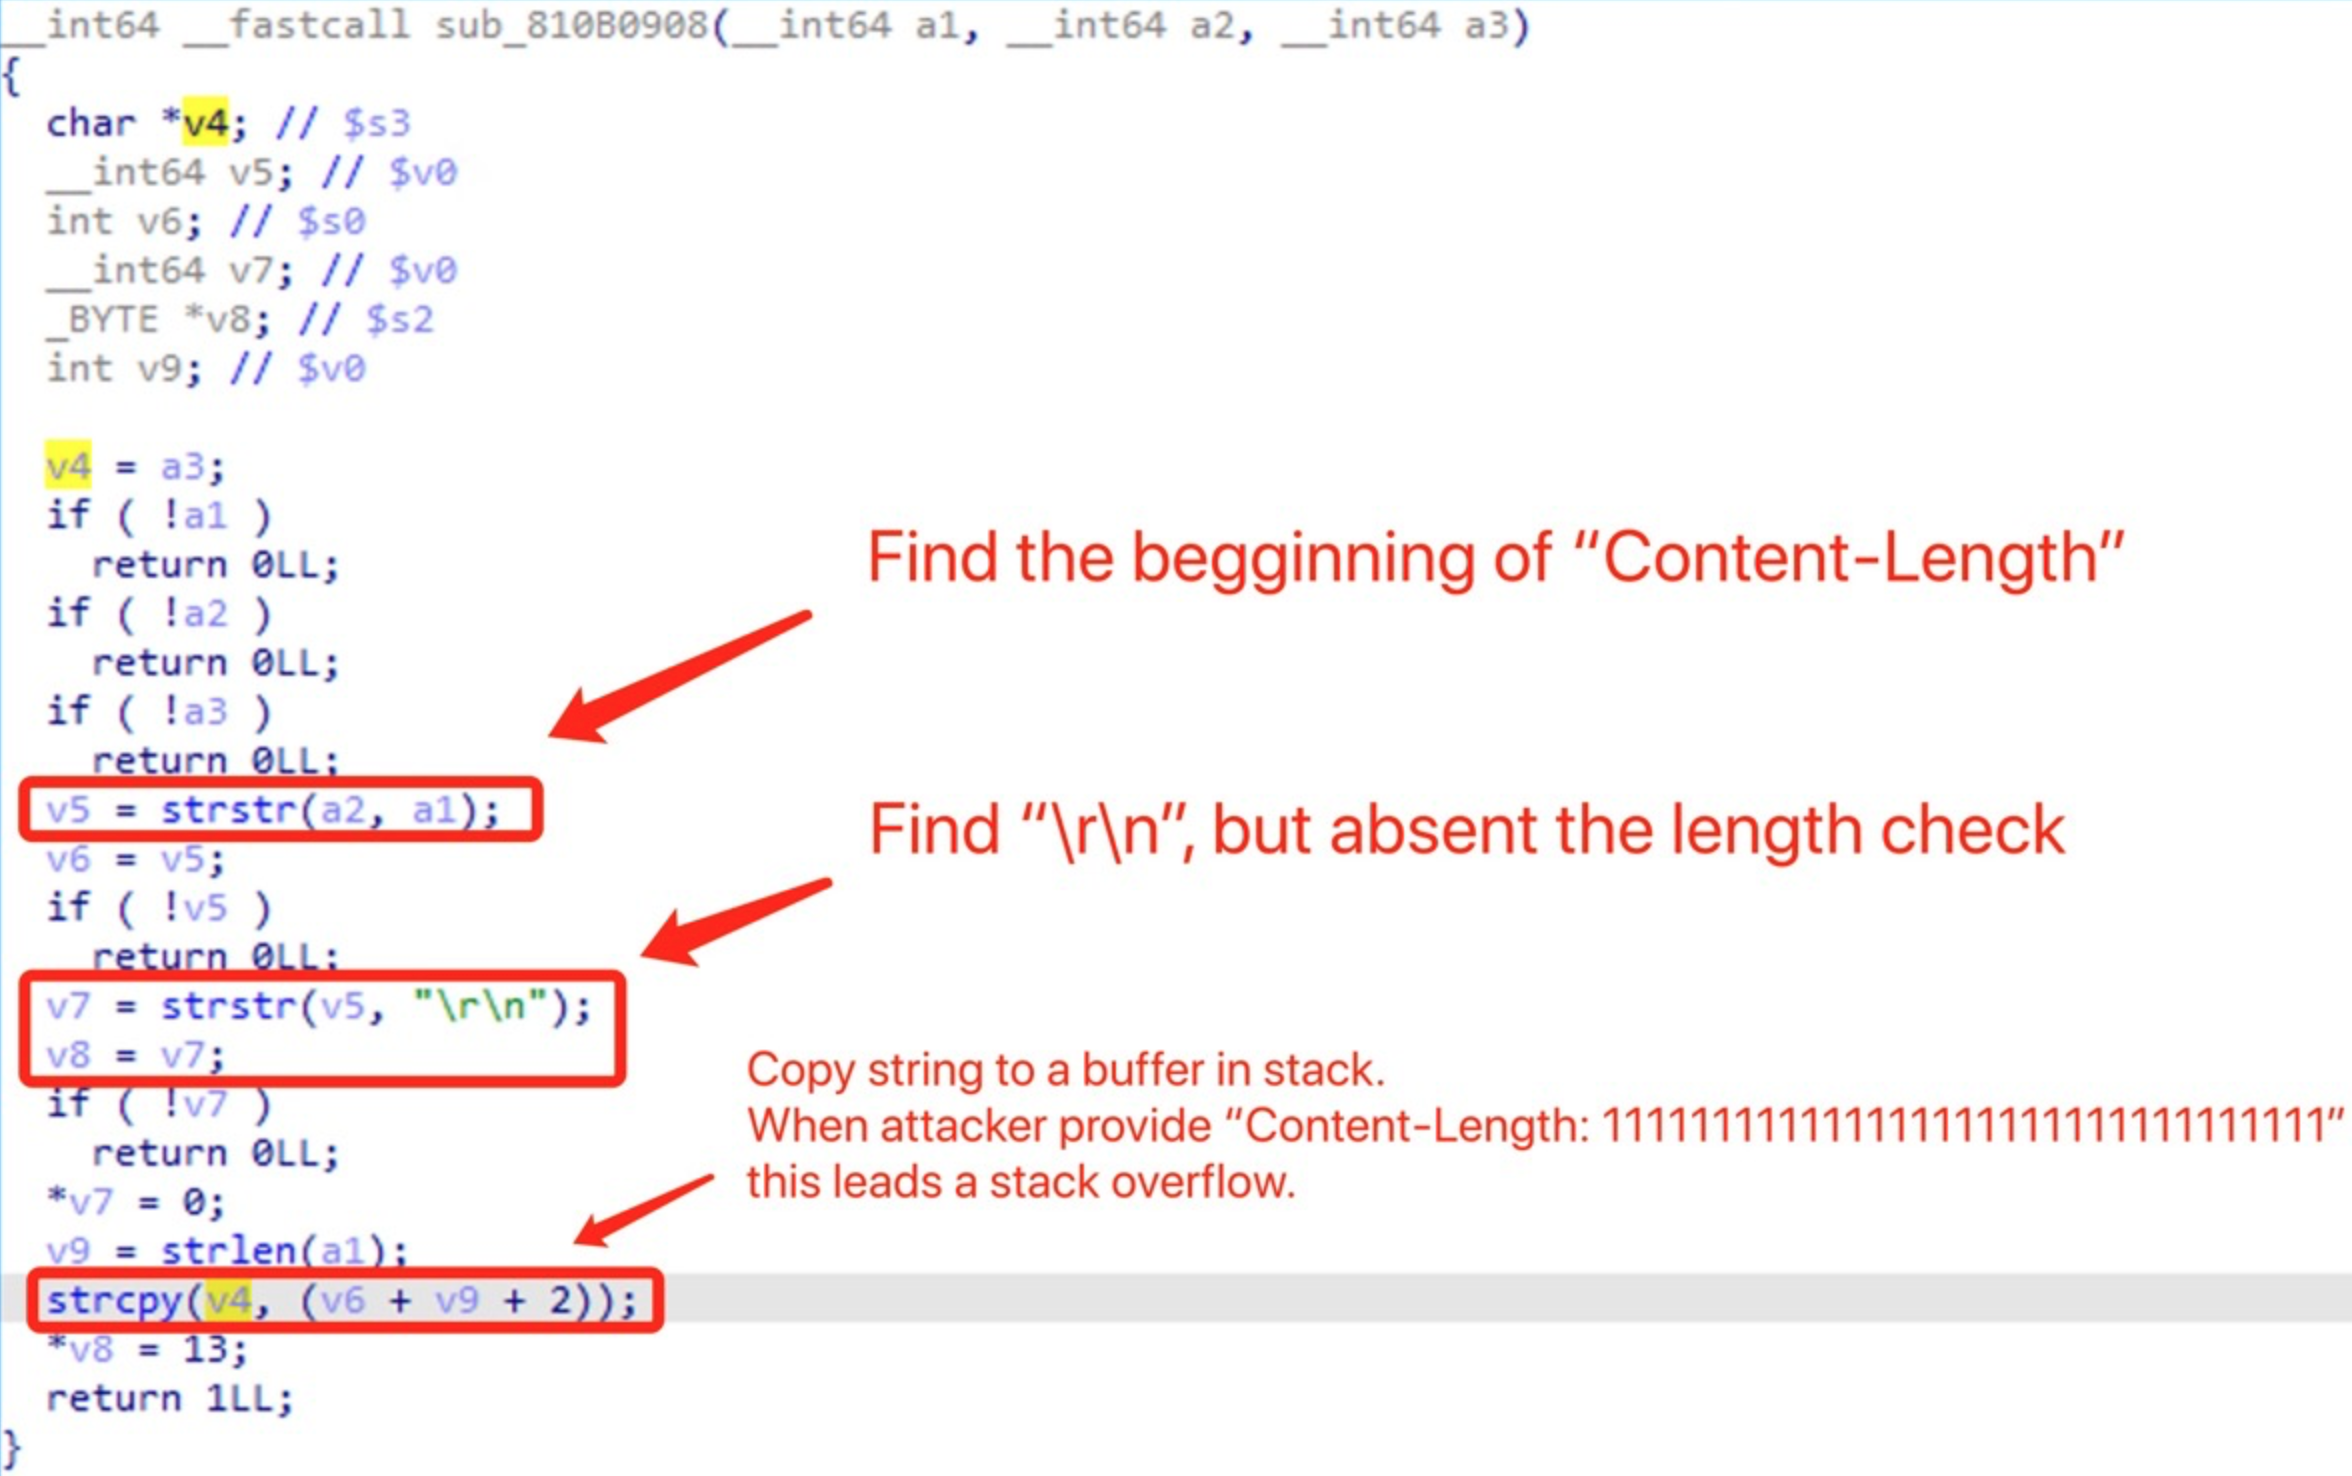 __int64 __fastcall sub_810B0908(__int64 a1, __int64 a2, __int64 a3)
{
char *v4; // $s3
__int64 v5; // $v0
int v6; // $s0
__int64 v7; // $v0
_BYTE *v8; // $s2
int v9; // $v0
v4 = a3;
if ( !a1 )
return 0LL;
if ( !a2 )
return 0LL;
if ( !a3 )
return 0LL;
v5 = strstr(a2, a1);
v6 = v5;
if ( !v5 )
return 0LL;
v7 = strstr(v5, "\r\n");
v8 = v7;
if ( !v7 )
return 0LL;
*v7 = 0;
v9 = strlen(a1);
strcpy(v4, (v6 + v9 + 2));
*v8 = 13;
return 1LL;
}
Find the begginning of “Content-Length”
Find “\r\n”, but absent the length check
Copy string to a buffer in stack.
When attacker provide “Content-Length: 1111111111111111111111111111111111111111”
this leads a stack overflow.